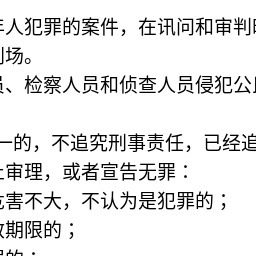 年人犯罪的案件，在讯问和审判时
到场。
员、检察人员和侦查人员侵犯公民
一的，不追究刑事责任，已经追
止审理，或者宣告无罪：
危害不大，不认为是犯罪的；
效期限的；